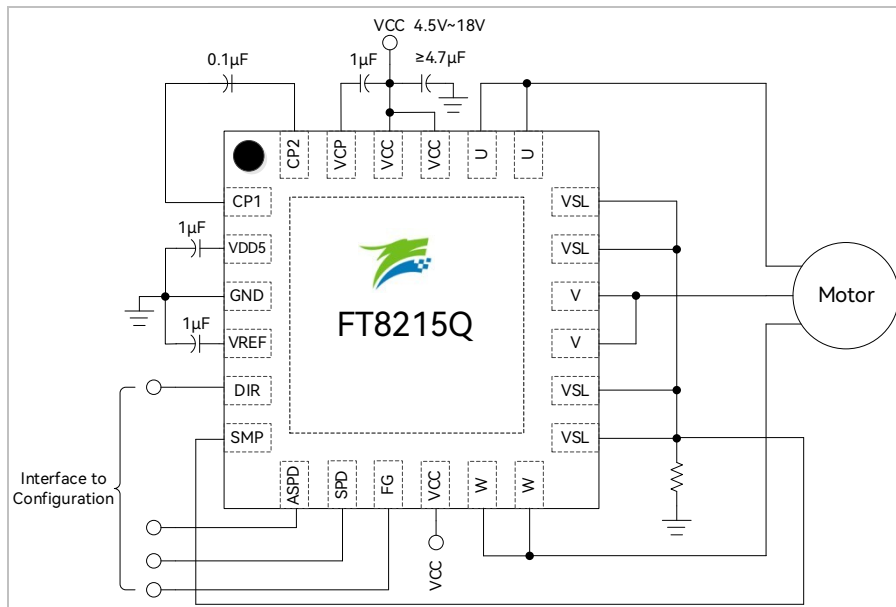 VCC 4.5V~18V
0.1μF
1μF
≥4.7μF
CP2
VCP
VCC
VCC
U
U
CP1
VSL
1μF
VDD5
VSL
GND
V
Motor
FT8215Q
1μF
VREF
V
DIR
VSL
SMP
VSL
Interface to
Configuration
ASPD
SPD
FG
VCC
W
W
VCC